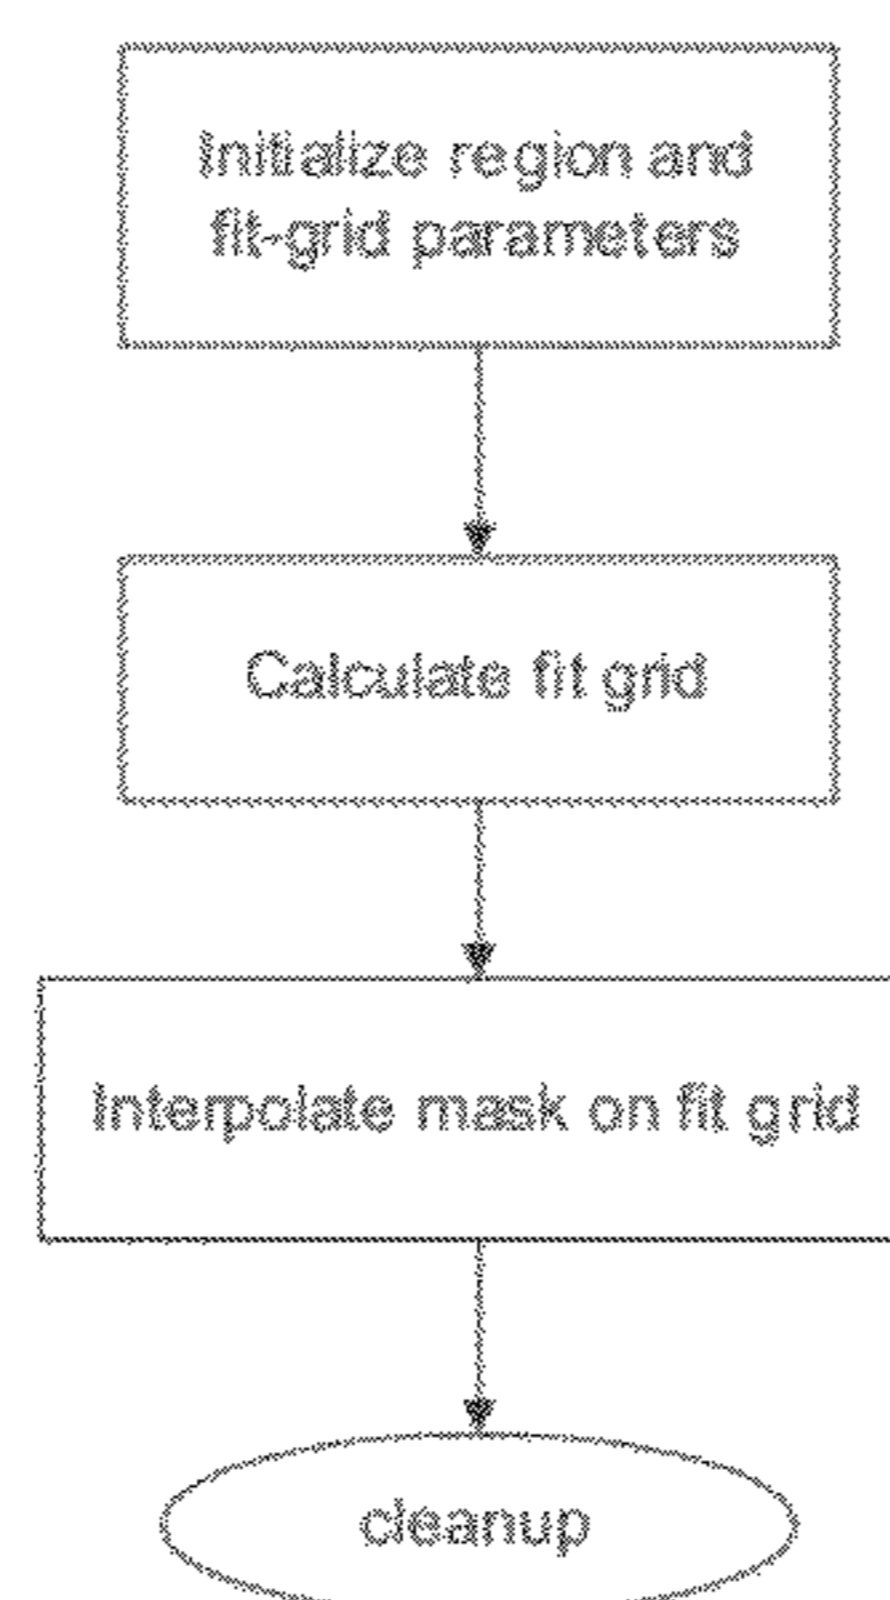 Initialize region and
fit-grid parameters
Calculate fit grid
Interpolate mask on fit grid
cleanup